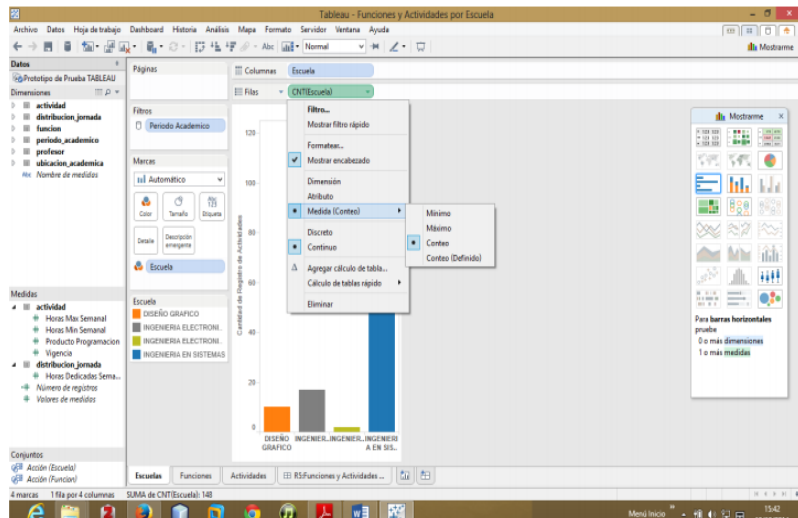 Tableau - Funciones y Actividades por Escuela
Archivo Datos Hoja de trabajo Dashboard Historia Análisis Mapa Formato Servidor Ventana Ayuda
Abc Normal
Mostrarme
Datos
Prototipo de Prueba TABLEAU
Dimensiones
actividad
distribucion_jornada
funcion
periodo_academico
profesor
ubicacion_academica
Abc Nombre de medidas
Medidas
actividad
Horas Max Semanal
Horas Min Semanal
Producto Programacion
Vigencia
distribucion_jornada
Horas Dedicadas Sema...
Número de registros
Valores de medidas
Conjuntos
Acción (Escuela)
Acción (Funcion)
Páginas
Filtros
Periodo Academico
Marcas
Automático
Color
Tamaño
Etiqueta
Detalle
Descripción emergente
Escuela
Escuela
DISEÑO GRAFICO
INGENIERIA ELECTRONI..
INGENIERIA ELECTRONI..
INGENIERIA EN SISTEMAS
Columnas
Escuela
Filas
CNT(Escuela)
Filtro...
Mostrar filtro rápido
Formatear...
Mostrar encabezado
Dimensión
Atributo
Medida (Conteo)
Discreto
Continuo
Agregar cálculo de tabla...
Cálculo de tablas rápido
Eliminar
Mínimo
Máximo
Conteo
Conteo (Definido)
Cantidad de Registro de Actividades
120
100
80
60
40
20
0
DISEÑO GRAFICO
INGENIER..
INGENIER..
INGENIERI A EN SIS..
Mostrarme
Para barras horizontales
pruebe
0 o más dimensiones
1 o más medidas
Escuelas
Funciones
Actividades
R5:Funciones y Actividades ...
4 marcas 1 fila por 4 columnas SUMA de CNT(Escuela): 148
Menú Inicio
15:42